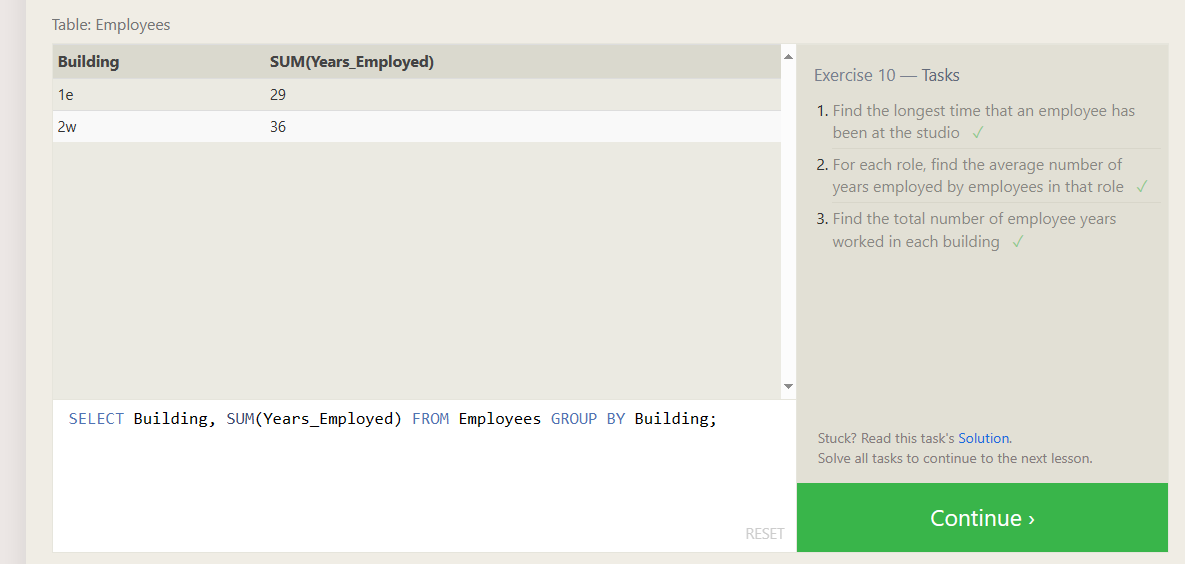 Table: Employees
Building SUM(Years_Employed)
1e 29
2w 36
SELECT Building, SUM(Years_Employed) FROM Employees GROUP BY Building;
RESET
Exercise 10 — Tasks
1. Find the longest time that an employee has
been at the studio ✓
2. For each role, find the average number of
years employed by employees in that role ✓
3. Find the total number of employee years
worked in each building ✓
Stuck? Read this task's Solution.
Solve all tasks to continue to the next lesson.
Continue ›